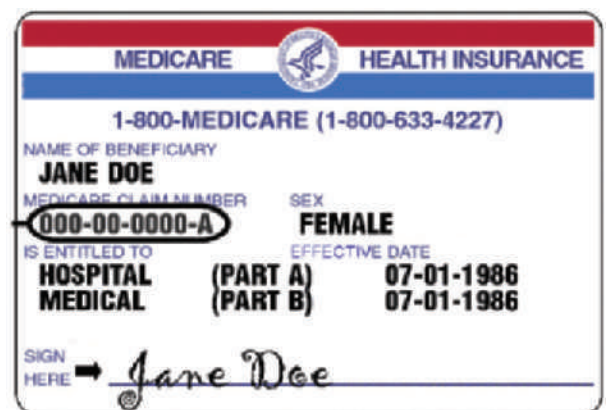 MEDICARE HEALTH INSURANCE
1-800-MEDICARE (1-800-633-4227)
NAME OF BENEFICIARY
JANE DOE
MEDICARE CLAIM NUMBER SEX
000-00-0000-A FEMALE
IS ENTITLED TO EFFECTIVE DATE
HOSPITAL (PART A) 07-01-1986
MEDICAL (PART B) 07-01-1986
SIGN
HERE Jane Doe